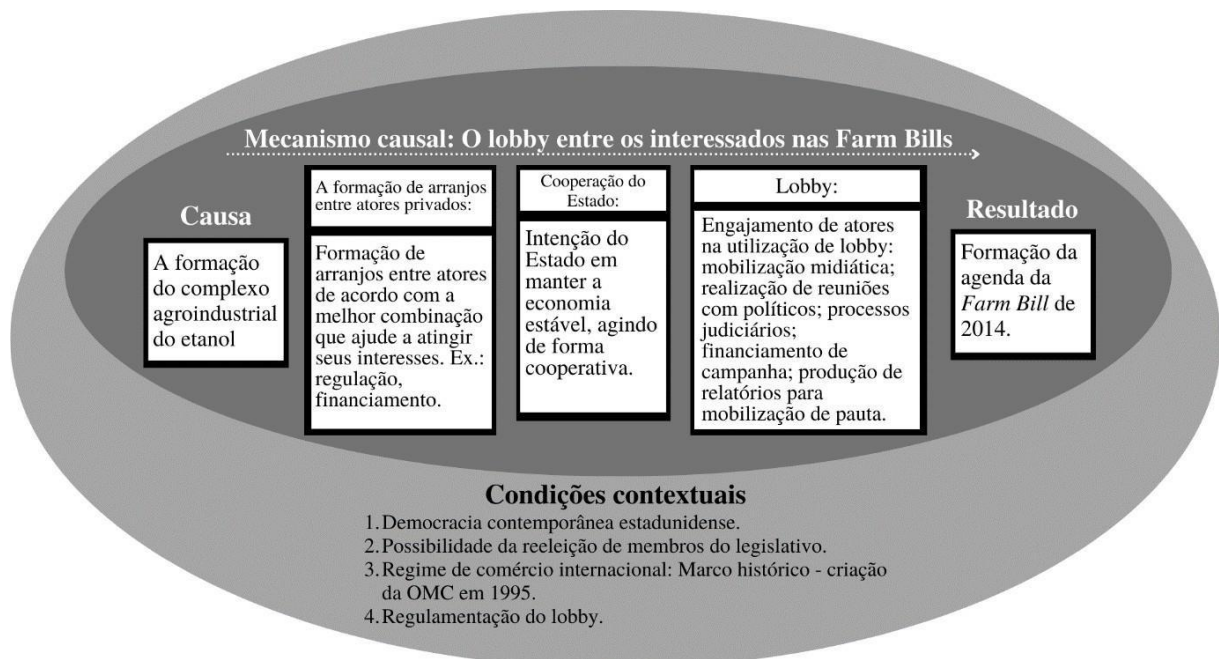 Mecanismo causal: O lobby entre os interessados nas Farm Bills
Causa
A formação
do complexo
agroindustrial
do etanol
A formação de arranjos
entre atores privados:
Formação de
arranjos entre atores
de acordo com a
melhor combinação
que ajude a atingir
seus interesses. Ex.:
regulação,
financiamento.
Cooperação do
Estado:
Intenção do
Estado em
manter a
economia
estável, agindo
de forma
cooperativa.
Lobby:
Engajamento de atores
na utilização de lobby:
mobilização midiática;
realização de reuniões
com políticos; processos
judiciários;
financiamento de
campanha; produção de
relatórios para
mobilização de pauta.
Resultado
Formação da
agenda da
Farm Bill de
2014.
Condições contextuais
1. Democracia contemporânea estadunidense.
2. Possibilidade da reeleição de membros do legislativo.
3. Regime de comércio internacional: Marco histórico - criação
da OMC em 1995.
4. Regulamentação do lobby.